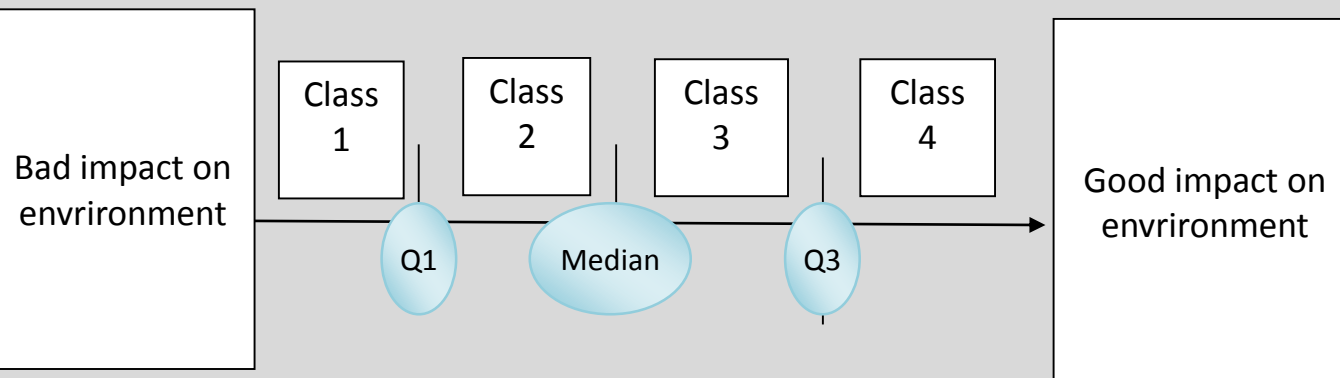 Bad impact on
envrironment
Class
1
Class
2
Class
3
Class
4
Q1
Median
Q3
Good impact on
envrironment